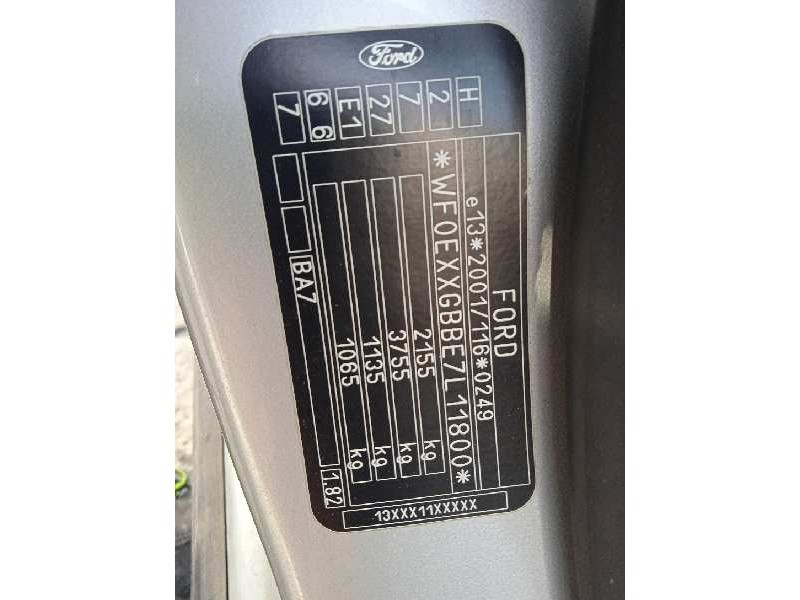 Ford
FORD
e13*2001/116*0249
*WF0EXXGBBE7L11800*
2155 kg
3755 kg
1135 kg
1065 kg
BA7
1.82
H 2 7 27 E1 6 6 7
13XXX11XXXXX